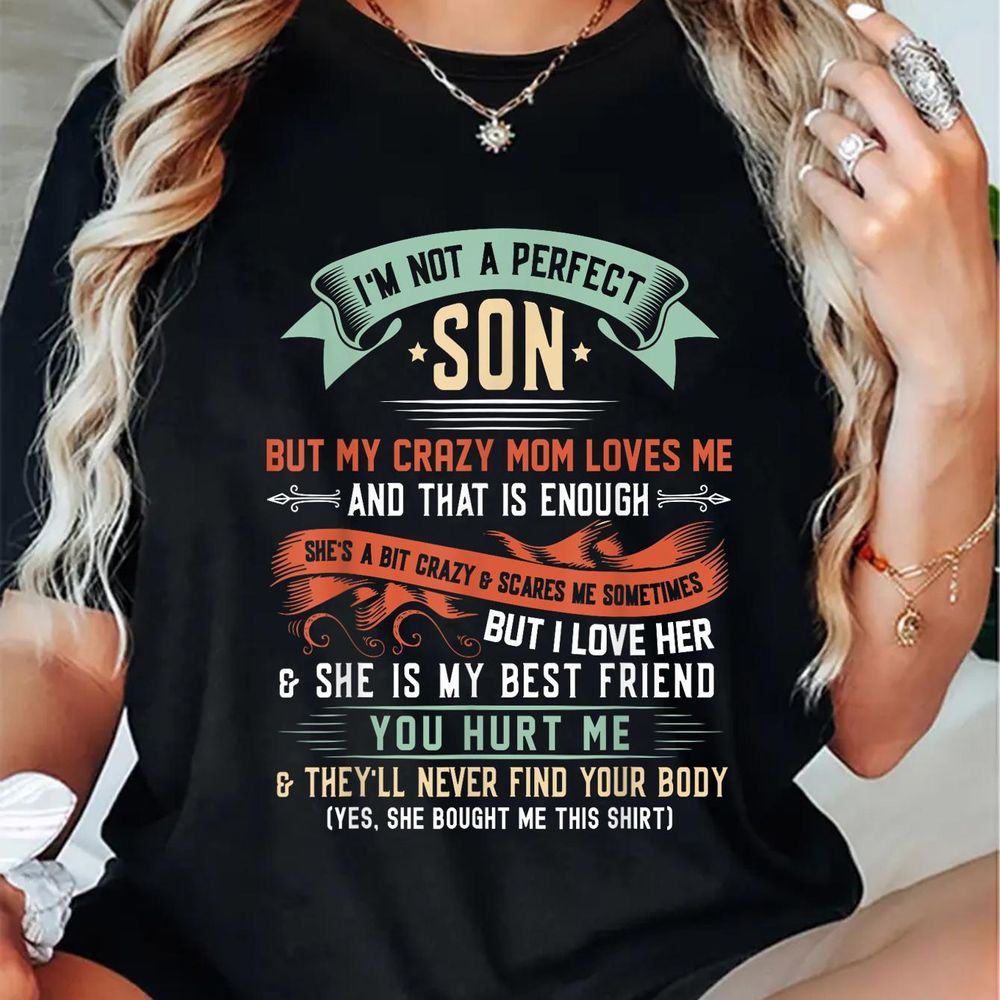 I'M NOT A PERFECT
SON
BUT MY CRAZY MOM LOVES ME
AND THAT IS ENOUGH
SHE'S A BIT CRAZY & SCARES ME SOMETIMES
BUT I LOVE HER
& SHE IS MY BEST FRIEND
YOU HURT ME
& THEY'LL NEVER FIND YOUR BODY
(YES, SHE BOUGHT ME THIS SHIRT)